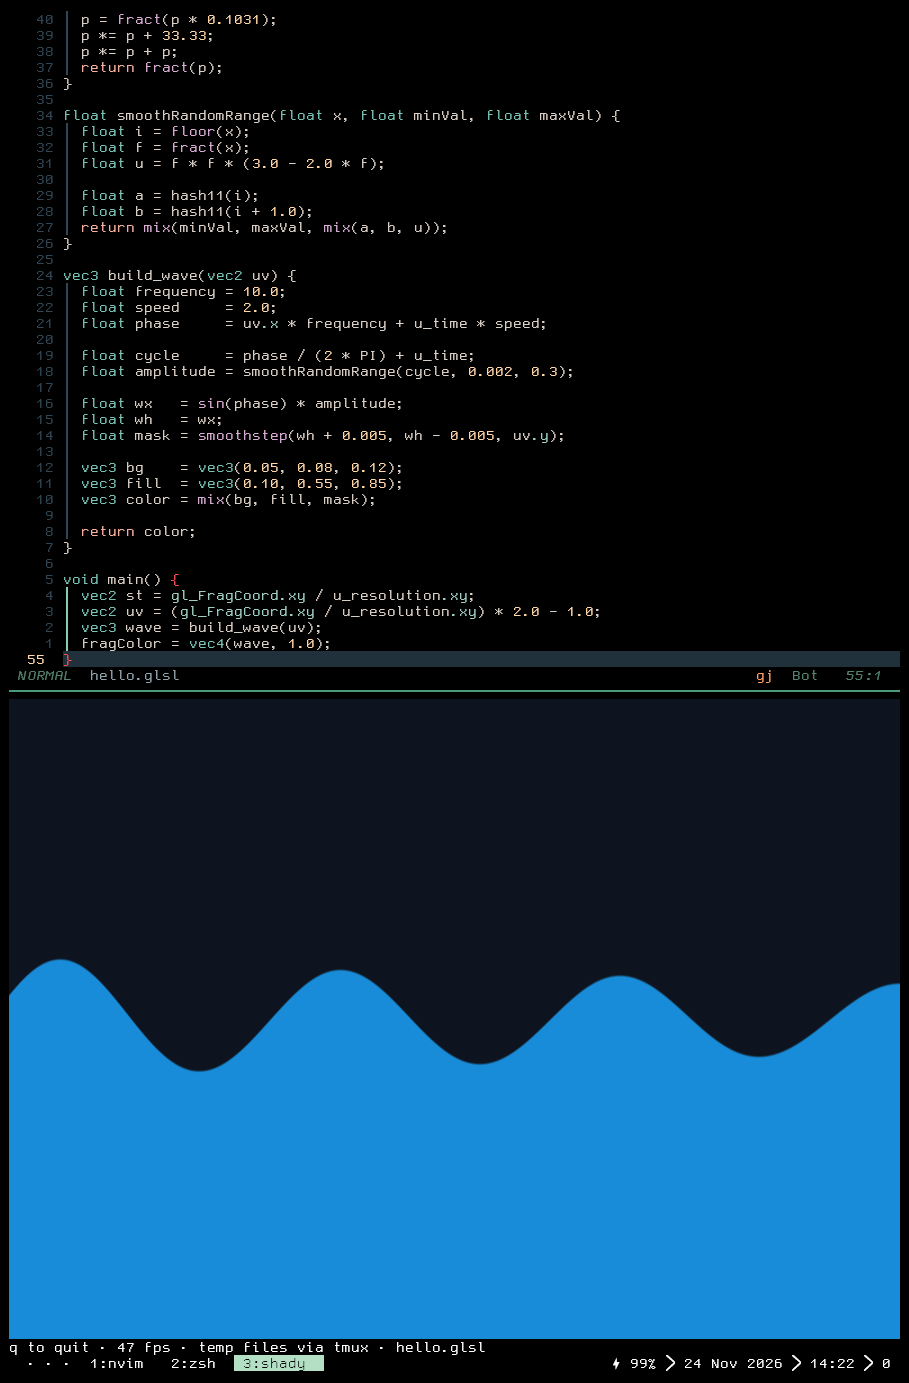 40 p = fract(p * 0.1031);
39 p *= p + 33.33;
38 p *= p + p;
37 return fract(p);
36 }
35
34 float smoothRandomRange(float x, float minVal, float maxVal) {
33 float i = floor(x);
32 float f = fract(x);
31 float u = f * f * (3.0 - 2.0 * f);
30
29 float a = hash11(i);
28 float b = hash11(i + 1.0);
27 return mix(minVal, maxVal, mix(a, b, u));
26 }
25
24 vec3 build_wave(vec2 uv) {
23 float frequency = 10.0;
22 float speed     = 2.0;
21 float phase     = uv.x * frequency + u_time * speed;
20
19 float cycle     = phase / (2 * PI) + u_time;
18 float amplitude = smoothRandomRange(cycle, 0.002, 0.3);
17
16 float wx   = sin(phase) * amplitude;
15 float wh   = wx;
14 float mask = smoothstep(wh + 0.005, wh - 0.005, uv.y);
13
12 vec3 bg    = vec3(0.05, 0.08, 0.12);
11 vec3 fill  = vec3(0.10, 0.55, 0.85);
10 vec3 color = mix(bg, fill, mask);
9
8 return color;
7 }
6
5 void main() {
4 vec2 st = gl_FragCoord.xy / u_resolution.xy;
3 vec2 uv = (gl_FragCoord.xy / u_resolution.xy) * 2.0 - 1.0;
2 vec3 wave = build_wave(uv);
1 fragColor = vec4(wave, 1.0);
55 }
NORMAL hello.glsl gj Bot 55:1
q to quit · 47 fps · temp files via tmux · hello.glsl
· · · 1:nvim 2:zsh 3:shady 99% 24 Nov 2026 14:22 0